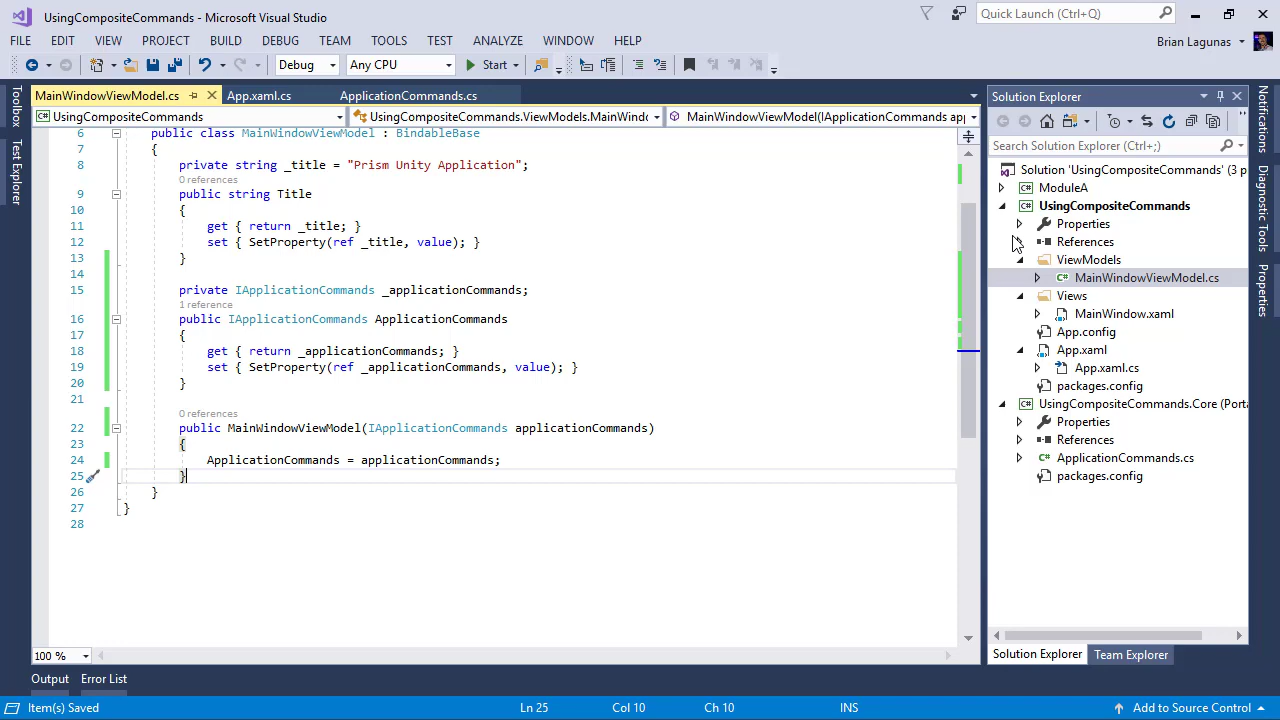 UsingCompositeCommands - Microsoft Visual Studio
Quick Launch (Ctrl+Q)
FILE EDIT VIEW PROJECT BUILD DEBUG TEAM TOOLS TEST ANALYZE WINDOW HELP
Brian Lagunas
Debug Any CPU Start
Toolbox
Test Explorer
MainWindowViewModel.cs App.xaml.cs ApplicationCommands.cs
UsingCompositeCommands UsingCompositeCommands.ViewModels.MainWindo MainWindowViewModel(IApplicationCommands app
6 public class MainWindowViewModel : BindableBase
7 {
8 private string _title = "Prism Unity Application";
0 references
9 public string Title
10 {
11 get { return _title; }
12 set { SetProperty(ref _title, value); }
13 }
14
15 private IApplicationCommands _applicationCommands;
1 reference
16 public IApplicationCommands ApplicationCommands
17 {
18 get { return _applicationCommands; }
19 set { SetProperty(ref _applicationCommands, value); }
20 }
21
0 references
22 public MainWindowViewModel(IApplicationCommands applicationCommands)
23 {
24 ApplicationCommands = applicationCommands;
25 }
26 }
27 }
28
100 %
Solution Explorer
Search Solution Explorer (Ctrl+;)
Solution 'UsingCompositeCommands' (3 p
ModuleA
UsingCompositeCommands
Properties
References
ViewModels
MainWindowViewModel.cs
Views
MainWindow.xaml
App.config
App.xaml
App.xaml.cs
packages.config
UsingCompositeCommands.Core (Porta
Properties
References
ApplicationCommands.cs
packages.config
Solution Explorer Team Explorer
Notifications
Diagnostic Tools
Properties
Output Error List
Item(s) Saved Ln 25 Col 10 Ch 10 INS Add to Source Control